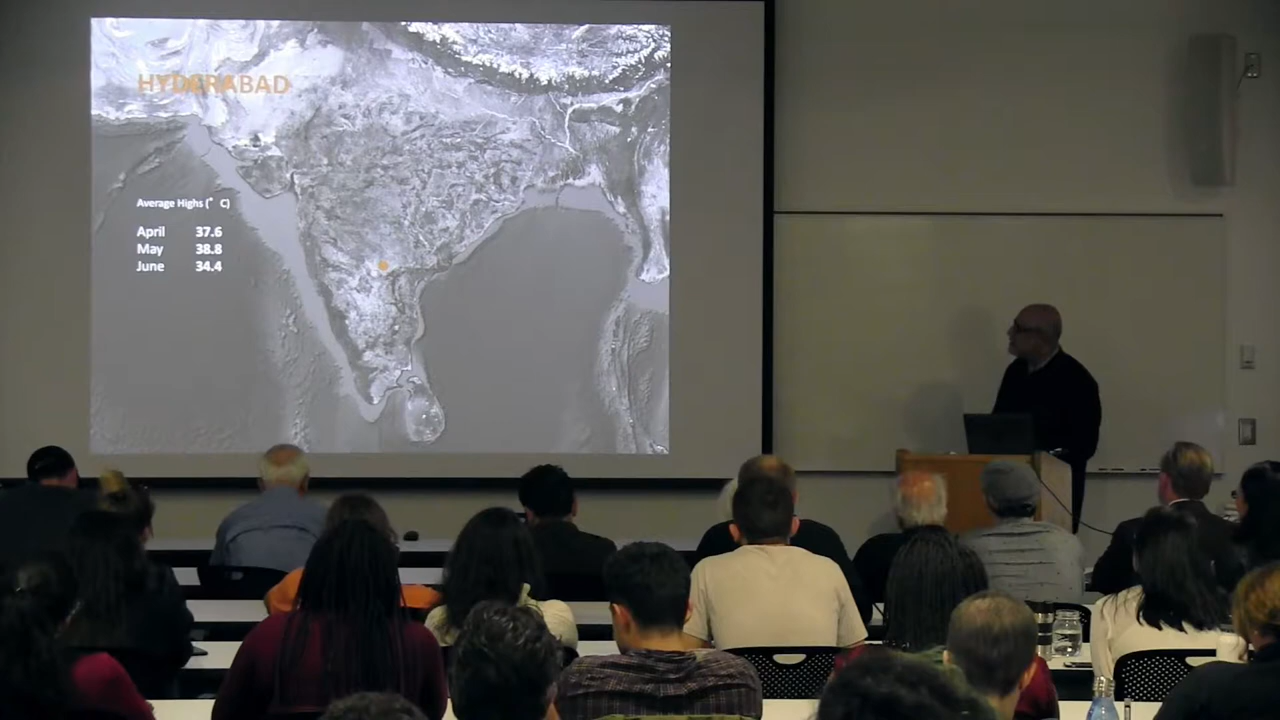 HYDERABAD
Average Highs (° C)
April 37.6
May 38.8
June 34.4